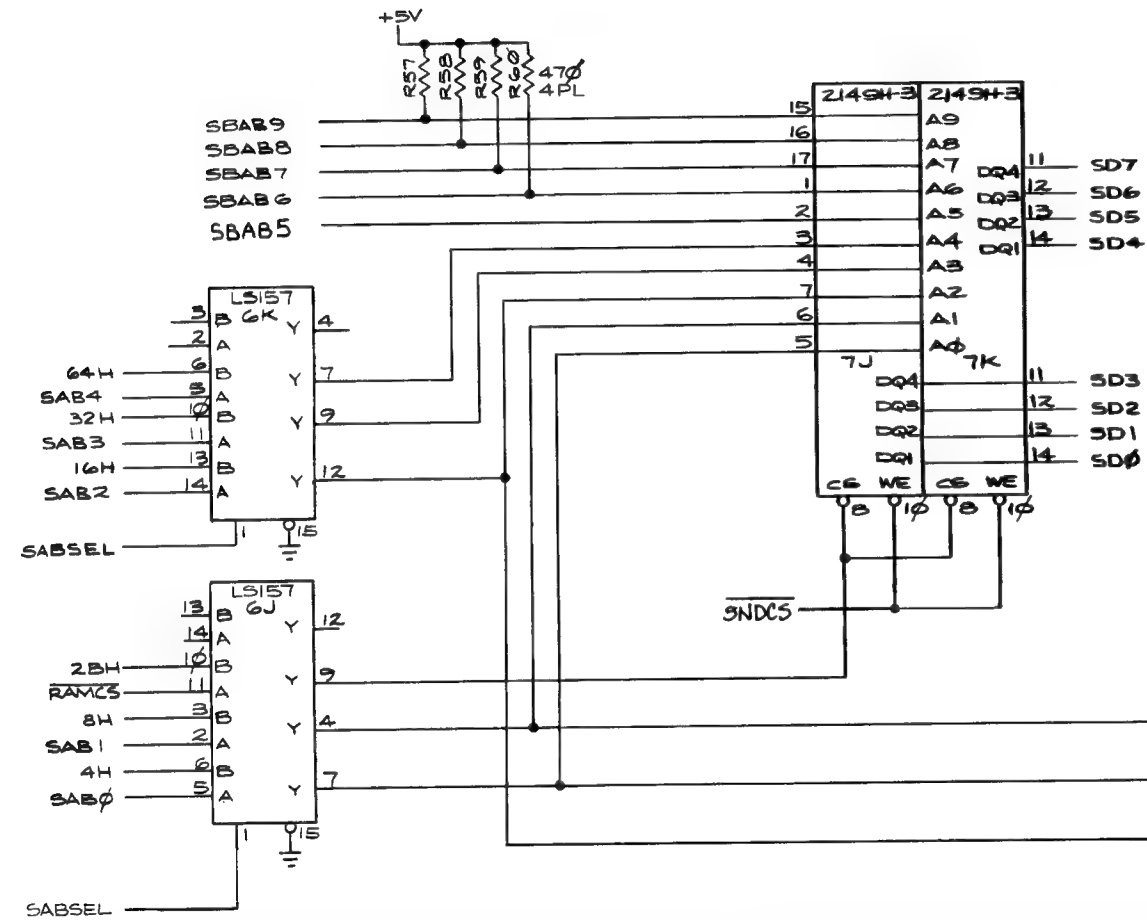 +5V
R57 R58 R59 R6Ø 47Ø
4PL
2149H-3 2149H-3
SBAB9 15 A9
SBAB8 16 A8
SBAB7 17 A7
DQ4 11 SD7
SBAB6 1 A6
DQ3 12 SD6
SBAB5 2 A5
DQ2 13 SD5
3 A4
DQ1 14 SD4
4 A3
7 A2
6 A1
5 AØ
7J 7K
DQ4 11 SD3
DQ3 12 SD2
DQ2 13 SD1
DQ1 14 SDØ
CS WE CS WE
8 1Ø 8 1Ø
SNDCS
LS157
6K
3 B Y 4
2 A
64H 6 B Y 7
SAB4 5 A
32H 1Ø B Y 9
SAB3 11 A
16H 13 B Y 12
SAB2 14 A
1 15
SABSEL
LS157
6J
13 B Y 12
14 A
2BH 1Ø B Y 9
RAMCS 11 A
8H 3 B Y 4
SAB1 2 A
4H 6 B Y 7
SABØ 5 A
1 15
SABSEL